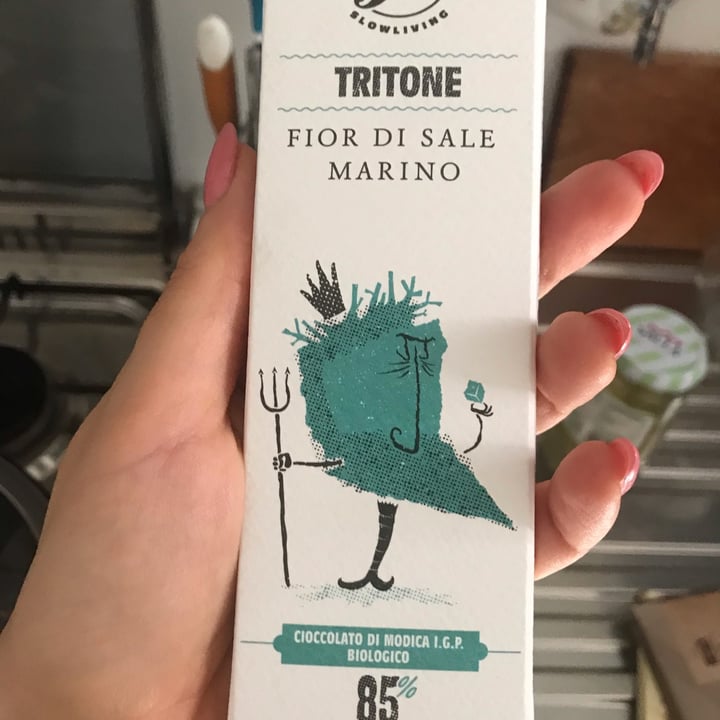 SLOWLIVING
TRITONE
FIOR DI SALE
MARINO
CIOCCOLATO DI MODICA I.G.P.
BIOLOGICO
85%